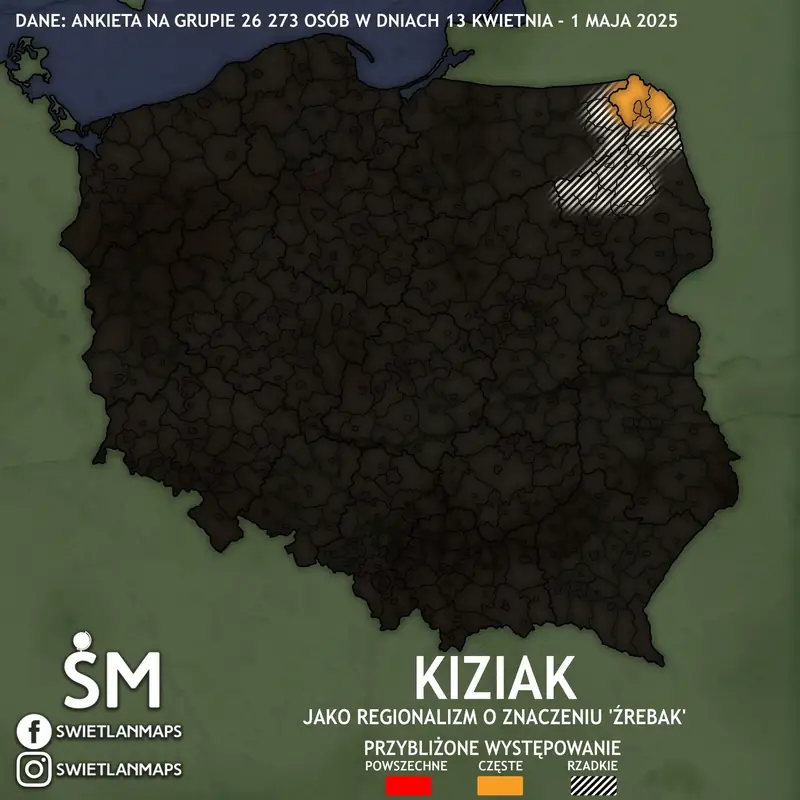 DANE: ANKIETA NA GRUPIE 26 273 OSÓB W DNIACH 13 KWIETNIA - 1 MAJA 2025
ŚM
SWIETLANMAPS
SWIETLANMAPS
KIZIAK
JAKO REGIONALIZM O ZNACZENIU 'ŹREBAK'
PRZYBLIŻONE WYSTĘPOWANIE
POWSZECHNE CZĘSTE RZADKIE